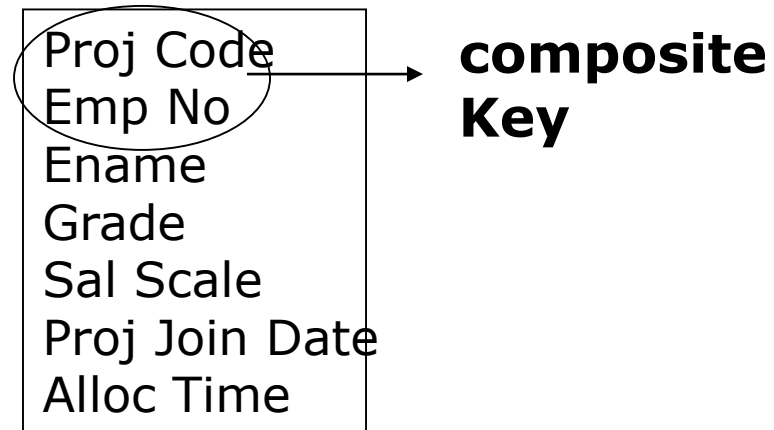 Proj Code
Emp No
Ename
Grade
Sal Scale
Proj Join Date
Alloc Time
composite
Key